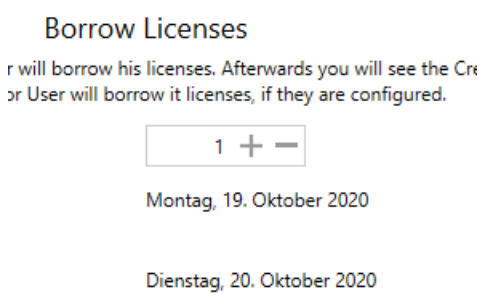 Borrow Licenses
will borrow his licenses. Afterwards you will see the
User will borrow it licenses, if they are configured.
1
Montag, 19. Oktober 2020
Dienstag, 20. Oktober 2020